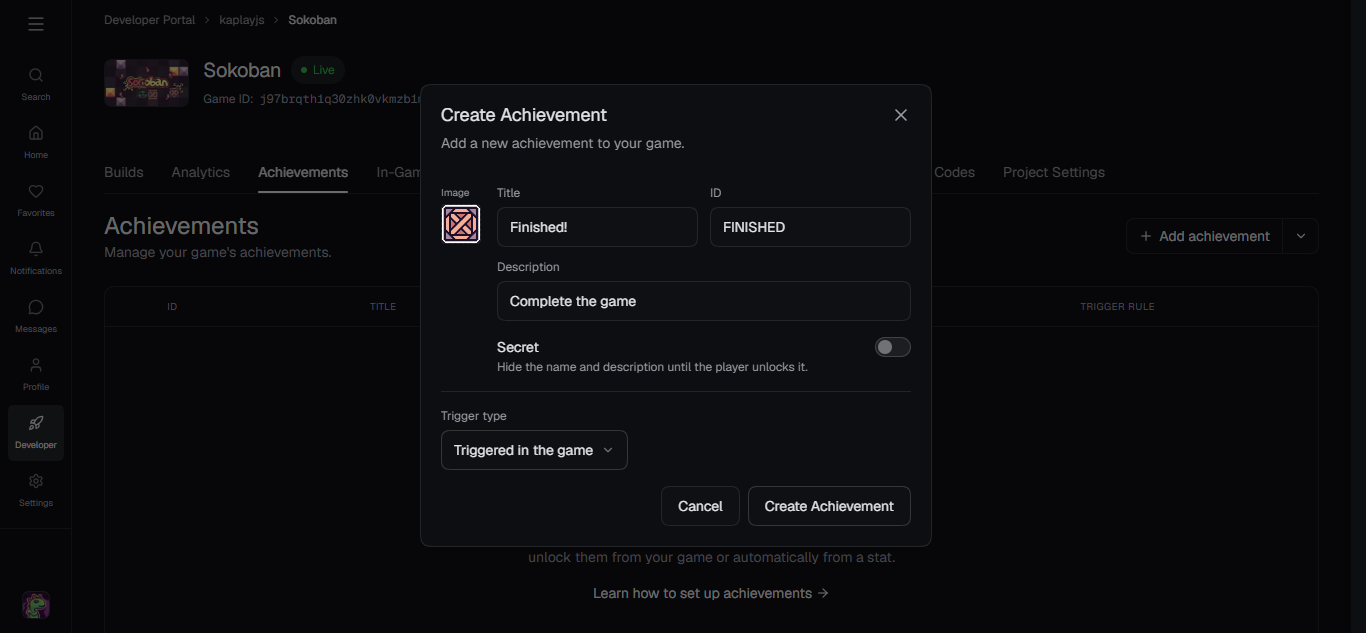 Developer Portal > kaplayjs > Sokoban
Sokoban
Live
Game ID:
Search
Home
Favorites
Notifications
Messages
Profile
Developer
Settings
Builds Analytics Achievements In-Gam Codes Project Settings
Achievements
Manage your game's achievements.
+ Add achievement
ID TITLE TRIGGER RULE
Create Achievement
Add a new achievement to your game.
Image Title ID
Finished! FINISHED
Description
Complete the game
Secret
Hide the name and description until the player unlocks it.
Trigger type
Triggered in the game
Cancel Create Achievement
unlock them from your game or automatically from a stat.
Learn how to set up achievements →